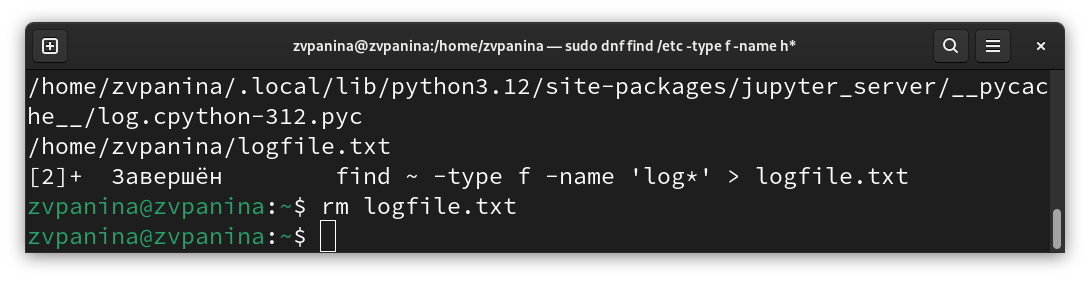 zvpanina@zvpanina:/home/zvpanina — sudo dnf find /etc -type f -name h*
/home/zvpanina/.local/lib/python3.12/site-packages/jupyter_server/__pycac
he__/log.cpython-312.pyc
/home/zvpanina/logfile.txt
[2]+  Завершён        find ~ -type f -name 'log*' > logfile.txt
zvpanina@zvpanina:~$ rm logfile.txt
zvpanina@zvpanina:~$